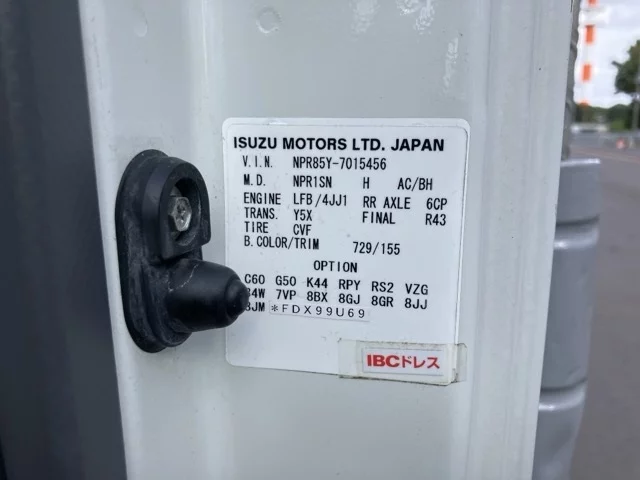 ISUZU MOTORS LTD. JAPAN
V.I.N. NPR85Y-7015456
M.D. NPR1SN H AC/BH
ENGINE LFB/4JJ1 RR AXLE 6CP
TRANS. Y5X FINAL R43
TIRE CVF
B.COLOR/TRIM 729/155
OPTION
C60 G50 K44 RPY RS2 VZG
7VP 8BX 8GJ 8GR 8JJ
*FDX99U69
IBCドレス